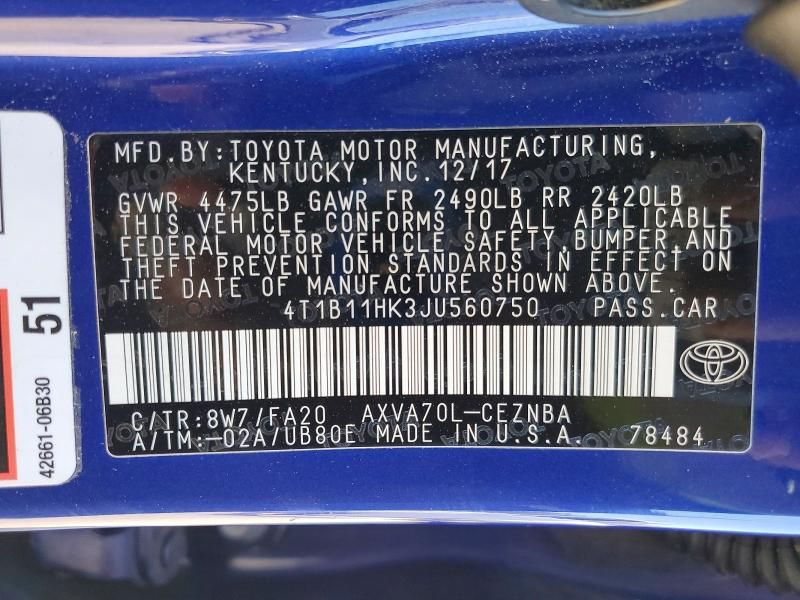 MFD.BY:TOYOTA MOTOR MANUFACTURING,
KENTUCKY,INC.12/17
GVWR 4475LB GAWR FR 2490LB RR 2420LB
THIS VEHICLE CONFORMS TO ALL APPLICABLE
FEDERAL MOTOR VEHICLE SAFETY BUMPER,AND
THEFT PREVENTION STANDARDS IN EFFECT ON
THE DATE OF MANUFACTURE SHOWN ABOVE.
4T1B11HK3JU560750 PASS.CAR
C/TR:8W7/FA20 AXVA70L-CEZNBA
A/TM:-02A/UB80E MADE IN U.S.A. 78484
51
42661-06B30